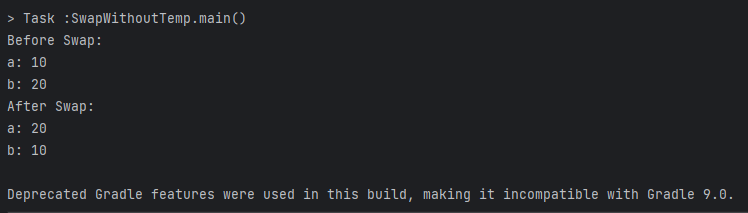 > Task :SwapWithoutTemp.main()
Before Swap:
a: 10
b: 20
After Swap:
a: 20
b: 10
Deprecated Gradle features were used in this build, making it incompatible with Gradle 9.0.